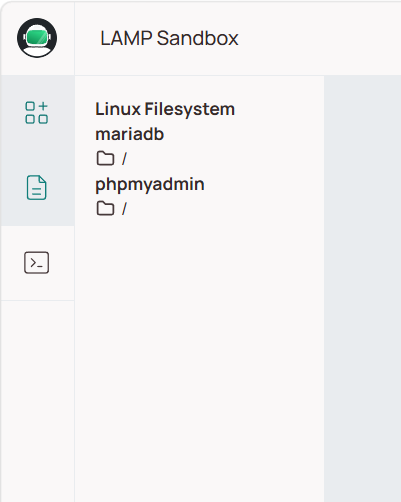 LAMP Sandbox
Linux Filesystem
mariadb
/
phpmyadmin
/